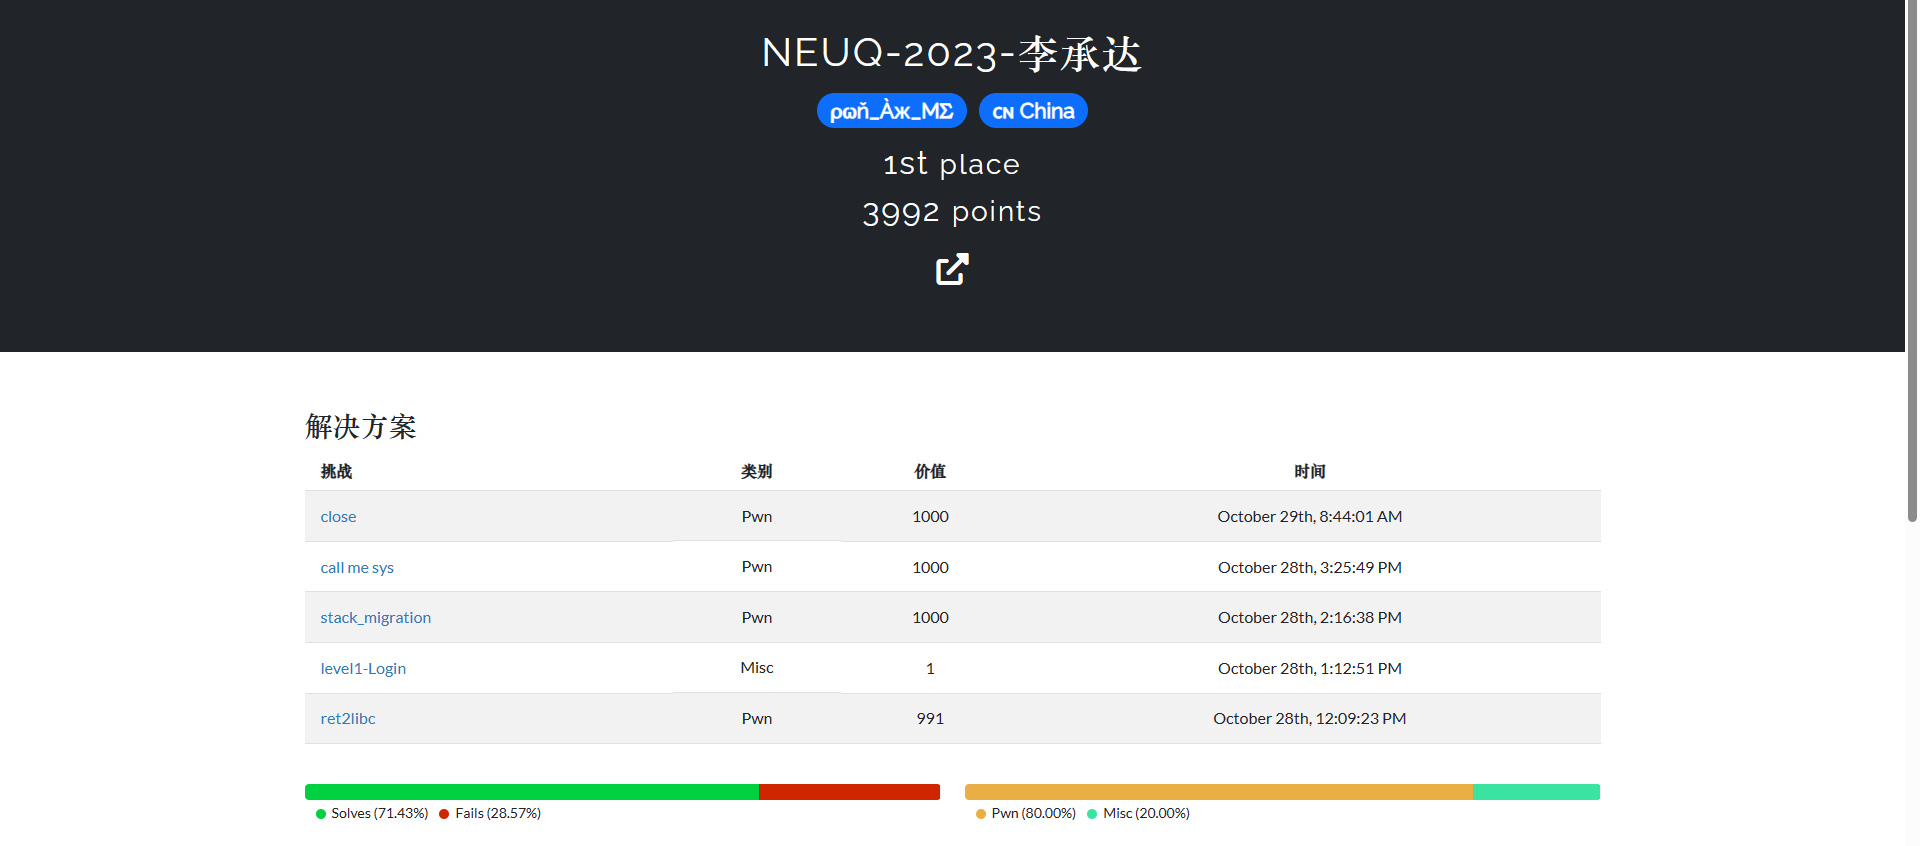 NEUQ-2023-李承达
ρωň_Àж_ΜΣ ᴄɴ China
1st place
3992 points
解决方案
挑战 类别 价值 时间
close Pwn 1000 October 29th, 8:44:01 AM
call me sys Pwn 1000 October 28th, 3:25:49 PM
stack_migration Pwn 1000 October 28th, 2:16:38 PM
level1-Login Misc 1 October 28th, 1:12:51 PM
ret2libc Pwn 991 October 28th, 12:09:23 PM
Solves (71.43%) Fails (28.57%) Pwn (80.00%) Misc (20.00%)